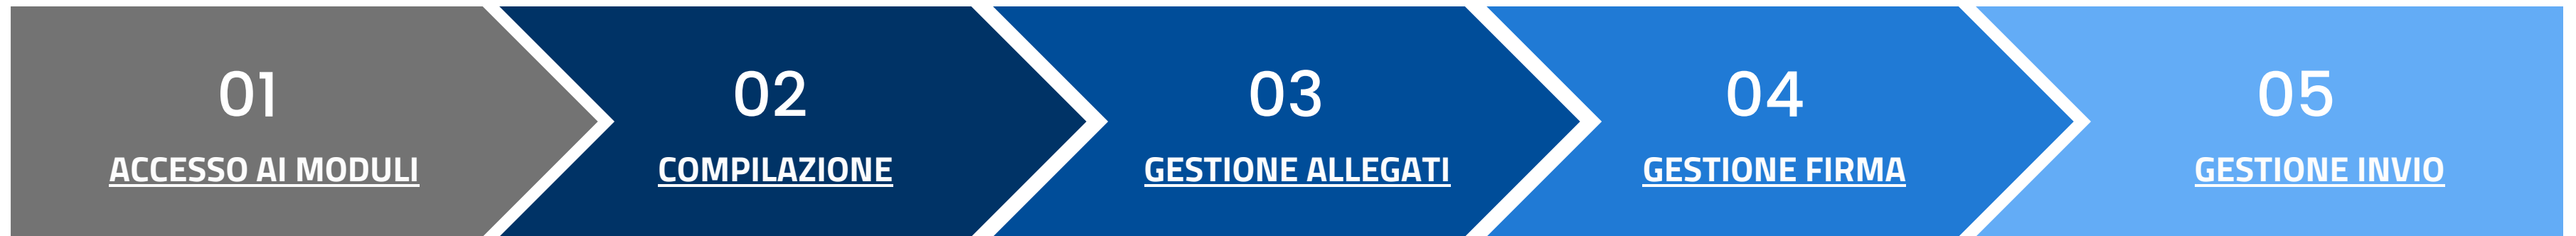 01
ACCESSO AI MODULI
02
COMPILAZIONE
03
GESTIONE ALLEGATI
04
GESTIONE FIRMA
05
GESTIONE INVIO